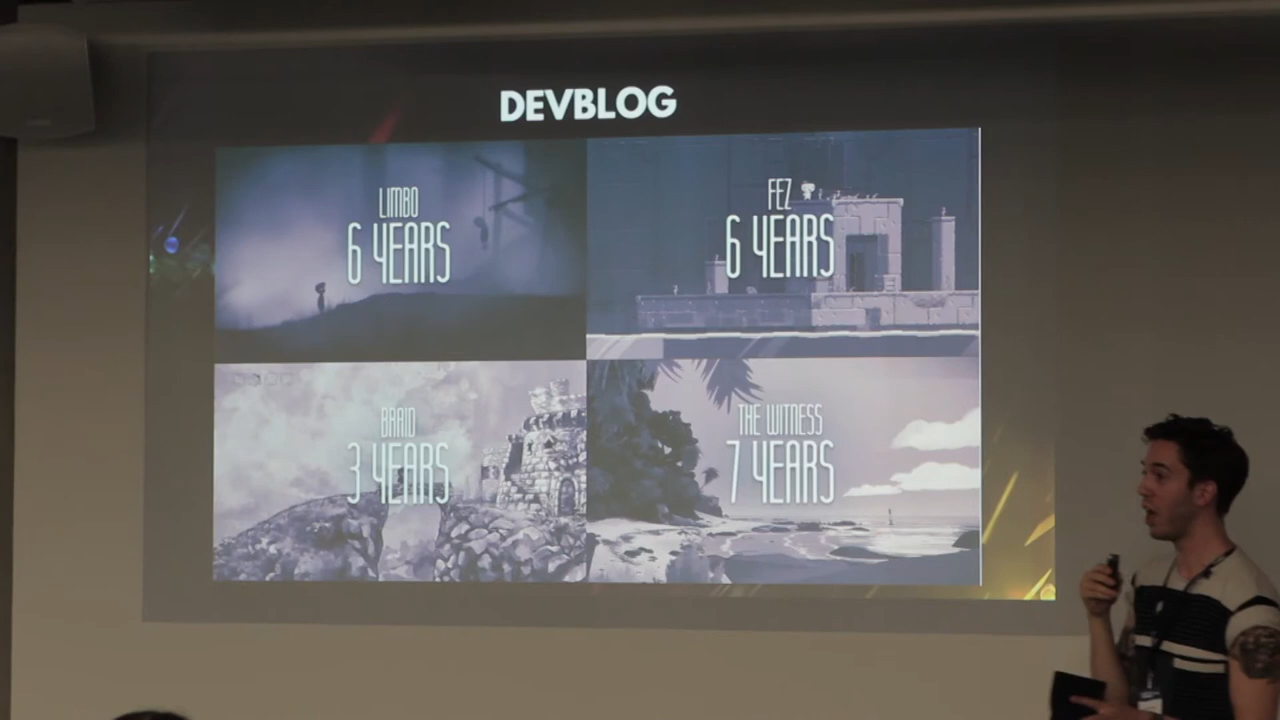 DEVBLOG
LIMBO
6 YEARS
FEZ
6 YEARS
BRAID
3 YEARS
THE WITNESS
7 YEARS